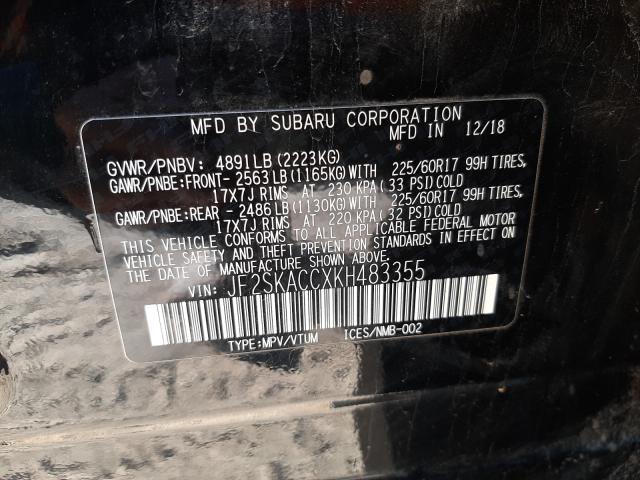 MFD BY SUBARU CORPORATION
MFD IN 12/18
GVWR/PNBV: 4891LB(2223KG)
GAWR/PNBE:FRONT-2563LB(1165KG)WITH 225/60R17 99H TIRES,
17X7J RIMS AT 230 KPA(33 PSI)COLD
GAWR/PNBE:REAR -2486LB(1130KG)WITH 225/60R17 99H TIRES,
17X7J RIMS AT 220 KPA(32 PSI)COLD
THIS VEHICLE CONFORMS TO ALL APPLICABLE FEDERAL MOTOR
VEHICLE SAFETY AND THEFT PREVENTION STANDARDS IN EFFECT ON
THE DATE OF MANUFACTURE SHOWN ABOVE.
VIN: JF2SKACCXKH483355
TYPE:MPV/VTUM ICES/NMB-002